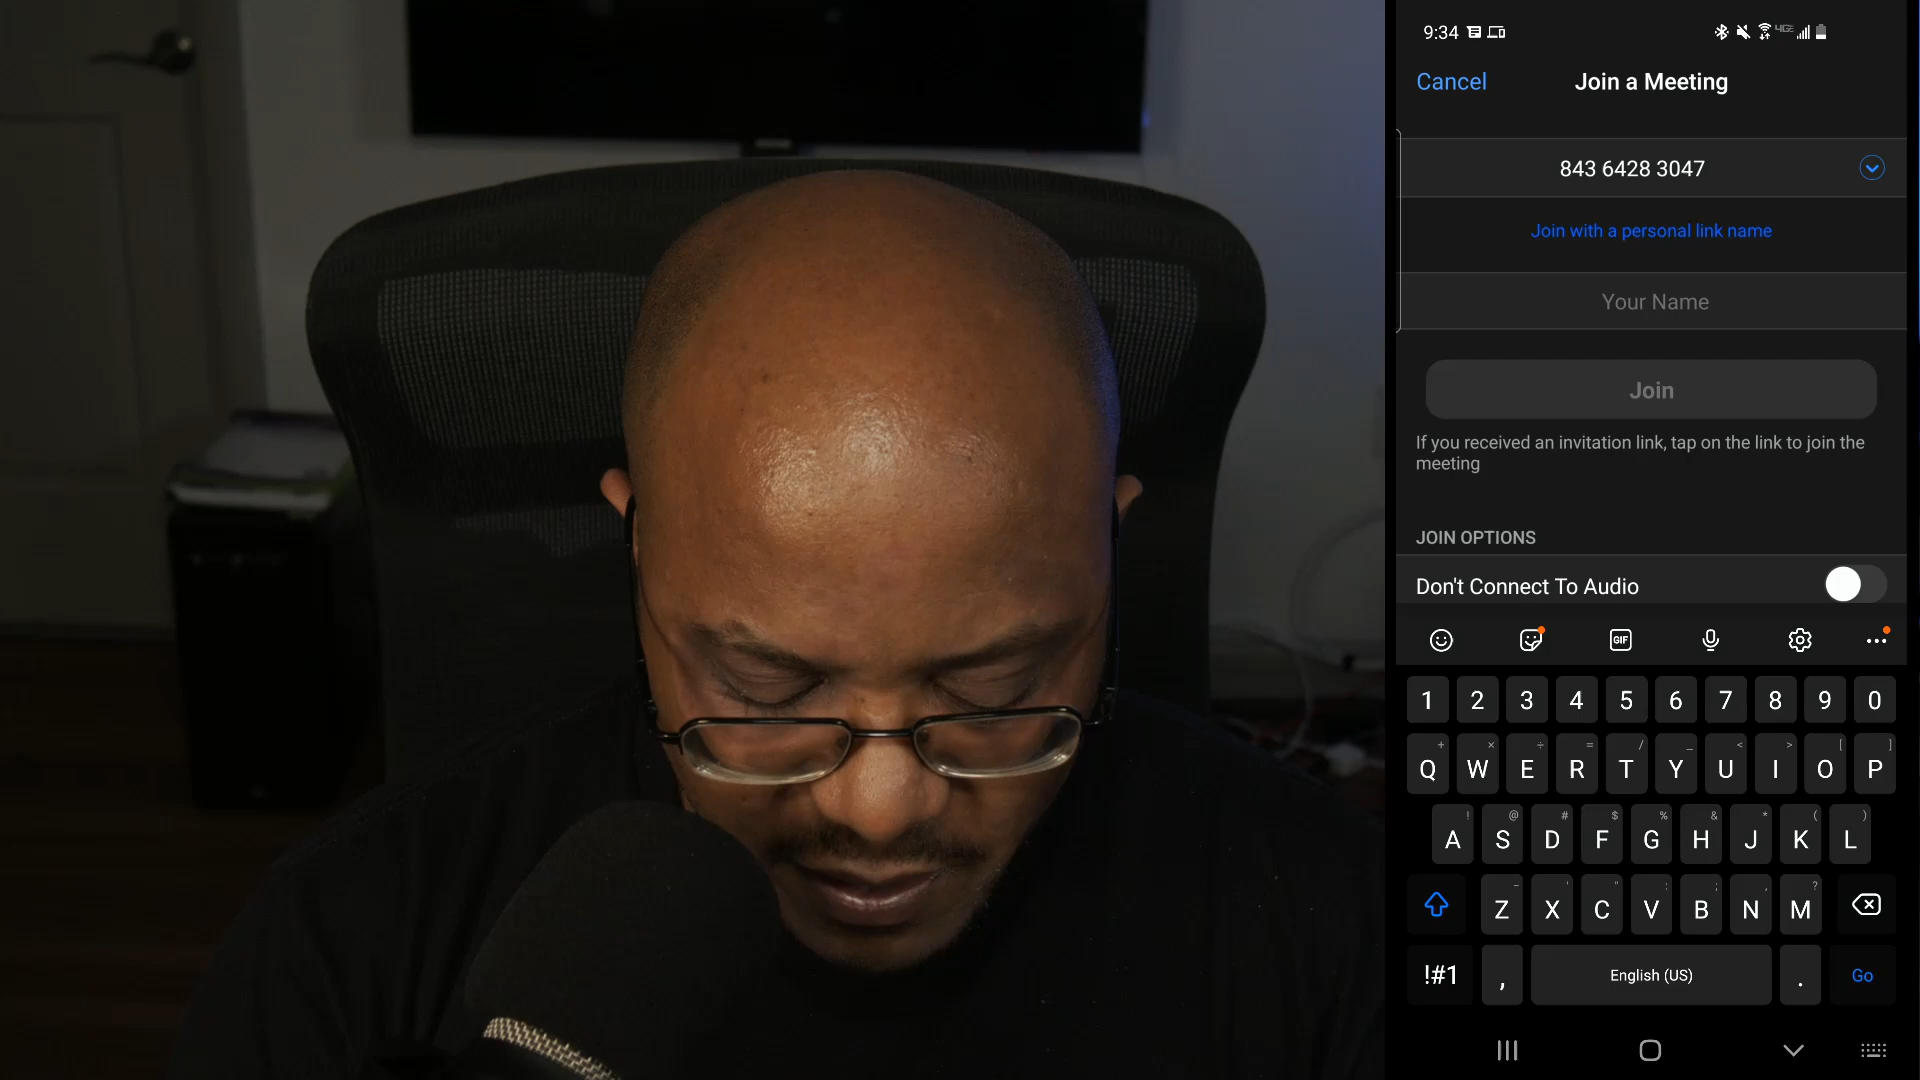 9:34
Cancel
Join a Meeting
843 6428 3047
Join with a personal link name
Your Name
Join
If you received an invitation link, tap on the link to join the
meeting
JOIN OPTIONS
Don't Connect To Audio
GIF
1 2 3 4 5 6 7 8 9 0
+ × ÷ = / _ < > [ ]
Q W E R T Y U I O P
! @ # $ % & * ( )
A S D F G H J K L
- ' " : ; , ?
Z X C V B N M
!#1 , English (US) . Go